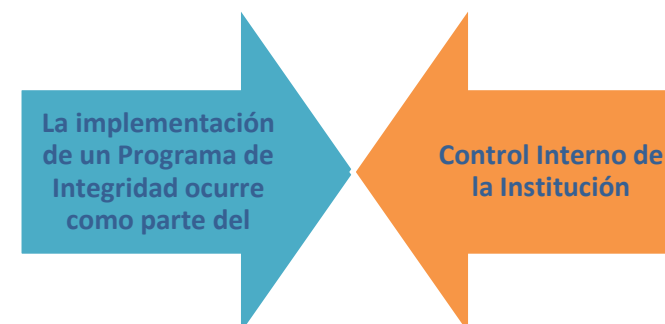 La implementación
de un Programa de
Integridad ocurre
como parte del
Control Interno de
la Institución